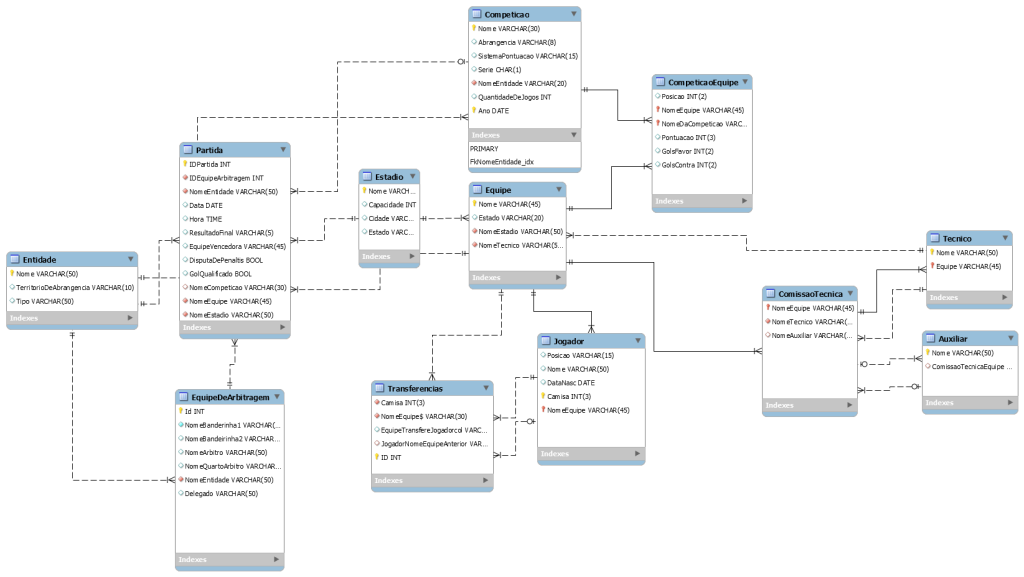 Competicao
Nome VARCHAR(30)
Abrangencia VARCHAR(8)
SistemaPontuacao VARCHAR(15)
Serie CHAR(1)
NomeEntidade VARCHAR(20)
QuantidadeDeJogos INT
Ano DATE
Indexes
PRIMARY
FkNomeEntidade_idx
CompeticaoEquipe
Posicao INT(2)
NomeEquipe VARCHAR(45)
NomeDaCompeticao VARC...
Pontuacao INT(3)
GolsFavor INT(2)
GolsContra INT(2)
Indexes
Partida
IDPartida INT
IDEquipeArbitragem INT
NomeEntidade VARCHAR(50)
Data DATE
Hora TIME
ResultadoFinal VARCHAR(5)
EquipeVencedora VARCHAR(45)
DisputaDePenaltis BOOL
GolQualificado BOOL
NomeCompeticao VARCHAR(30)
NomeEquipe VARCHAR(45)
NomeEstadio VARCHAR(50)
Indexes
Estadio
Nome VARCH...
Capacidade INT
Cidade VARC...
Estado VARC...
Indexes
Equipe
Nome VARCHAR(45)
Estado VARCHAR(20)
NomeEstadio VARCHAR(50)
NomeTecnico VARCHAR(5...
Indexes
Tecnico
Nome VARCHAR(50)
Equipe VARCHAR(45)
Indexes
Entidade
Nome VARCHAR(50)
TerritorioDeAbrangencia VARCHAR(10)
Tipo VARCHAR(50)
Indexes
ComissaoTecnica
NomeEquipe VARCHAR(45)
NomeTecnico VARCHAR(...
NomeAuxiliar VARCHAR(...
Indexes
Auxiliar
Nome VARCHAR(50)
ComissaoTecnicaEquipe ...
Indexes
Jogador
Posicao VARCHAR(15)
Nome VARCHAR(50)
DataNasc DATE
Camisa INT(3)
NomeEquipe VARCHAR(45)
Indexes
Transferencias
Camisa INT(3)
NomeEquipeS VARCHAR(30)
EquipeTransfereJogadorcol VARC...
JogadorNomeEquipeAnterior VAR...
ID INT
Indexes
EquipeDeArbitragem
Id INT
NomeBanderinha1 VARCHAR(...
NomeBandeirinha2 VARCHAR...
NomeArbitro VARCHAR(50)
NomeQuartoArbitro VARCHAR...
NomeEntidade VARCHAR(50)
Delegado VARCHAR(50)
Indexes